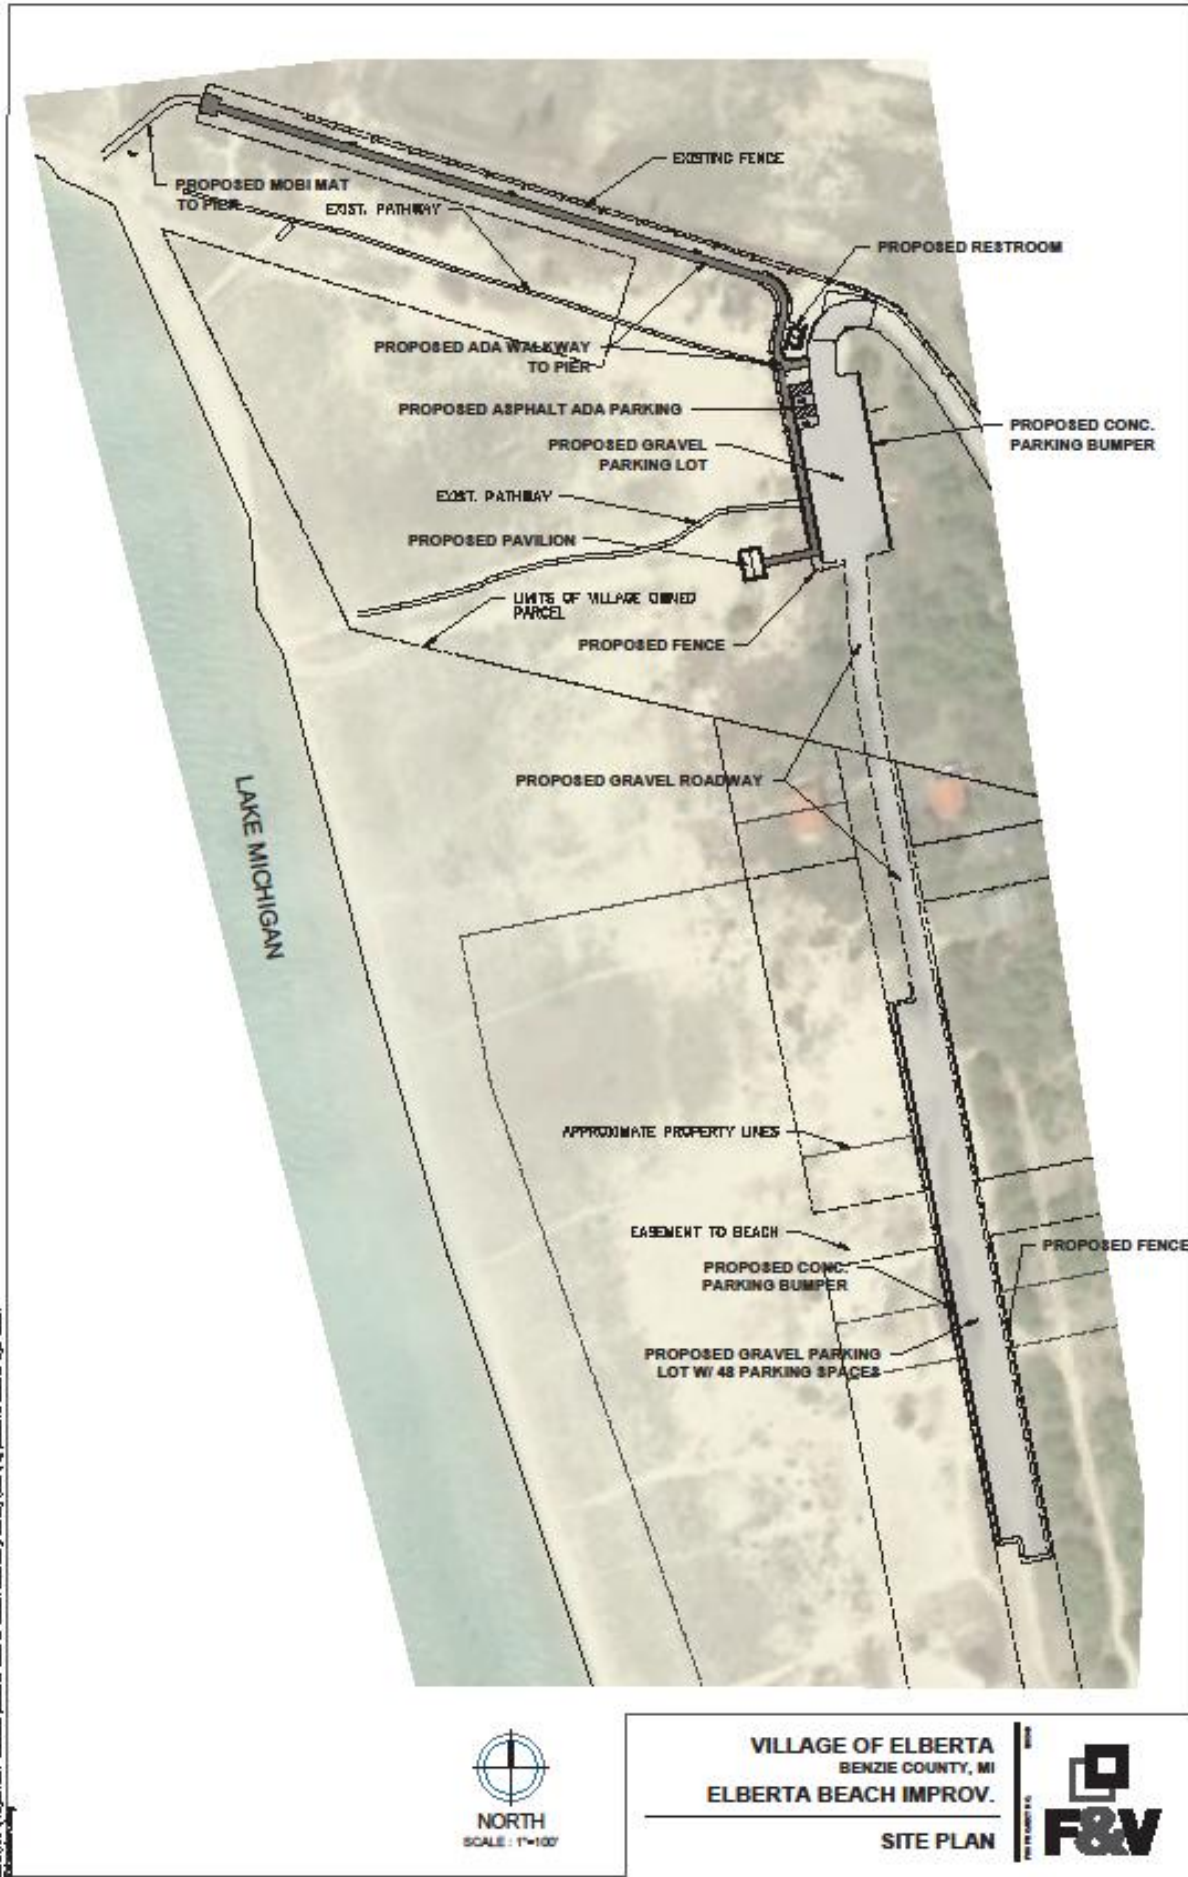 EXISTING FENCE
PROPOSED MOBI MAT
TO PIER
EXIST. PATHWAY
PROPOSED RESTROOM
PROPOSED ADA WALKWAY
TO PIER
PROPOSED ASPHALT ADA PARKING
PROPOSED CONC.
PARKING BUMPER
PROPOSED GRAVEL
PARKING LOT
EXIST. PATHWAY
PROPOSED PAVILION
LIMITS OF VILLAGE OWNED
PARCEL
PROPOSED FENCE
PROPOSED GRAVEL ROADWAY
LAKE MICHIGAN
APPROXIMATE PROPERTY LINES
EASEMENT TO BEACH
PROPOSED FENCE
PROPOSED CONC.
PARKING BUMPER
PROPOSED GRAVEL PARKING
LOT W/ 48 PARKING SPACES
NORTH
SCALE : 1"=100'
VILLAGE OF ELBERTA
BENZIE COUNTY, MI
ELBERTA BEACH IMPROV.
SITE PLAN
F&V